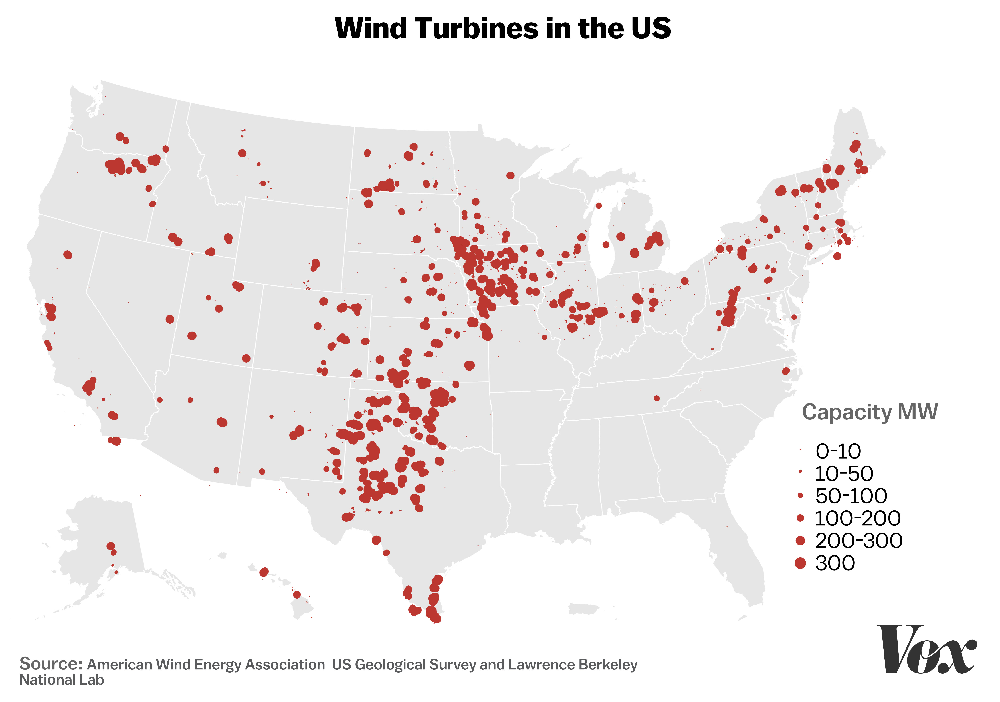 Wind Turbines in the US
Capacity MW
0-10
10-50
50-100
100-200
200-300
300
Source: American Wind Energy Association  US Geological Survey and Lawrence Berkeley
National Lab
Vox